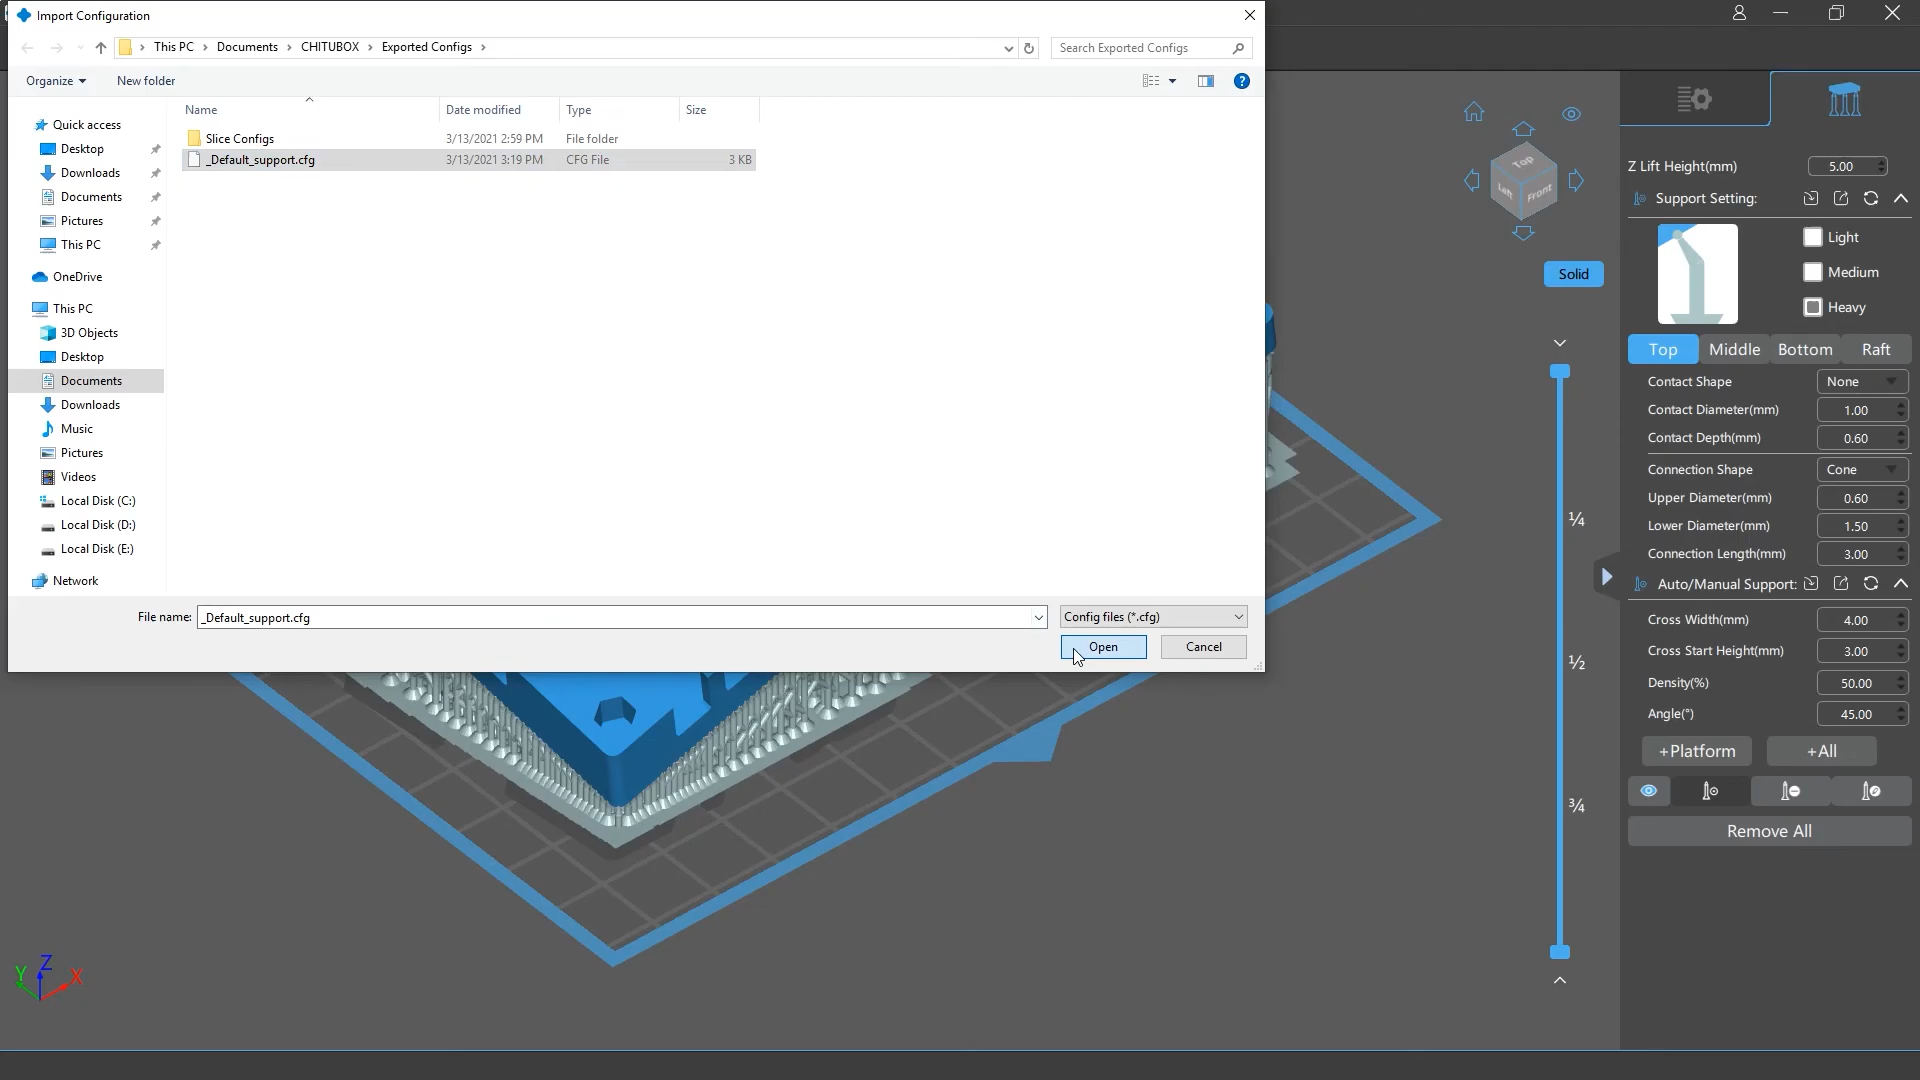 Import Configuration
This PC > Documents > CHITUBOX > Exported Configs >
Search Exported Configs
Organize
New folder
Name
Date modified
Type
Size
Slice Configs
3/13/2021 2:59 PM
File folder
_Default_support.cfg
3/13/2021 3:19 PM
CFG File
3 KB
Quick access
Desktop
Downloads
Documents
Pictures
This PC
OneDrive
This PC
3D Objects
Desktop
Documents
Downloads
Music
Pictures
Videos
Local Disk (C:)
Local Disk (D:)
Local Disk (E:)
Network
File name:
_Default_support.cfg
Config files (*.cfg)
Open
Cancel
Top
Left
Front
Solid
¼
½
¾
Z
Y
X
Z Lift Height(mm)
5.00
Support Setting:
Light
Medium
Heavy
Top
Middle
Bottom
Raft
Contact Shape
None
Contact Diameter(mm)
1.00
Contact Depth(mm)
0.60
Connection Shape
Cone
Upper Diameter(mm)
0.60
Lower Diameter(mm)
1.50
Connection Length(mm)
3.00
Auto/Manual Support:
Cross Width(mm)
4.00
Cross Start Height(mm)
3.00
Density(%)
50.00
Angle(°)
45.00
+Platform
+All
Remove All